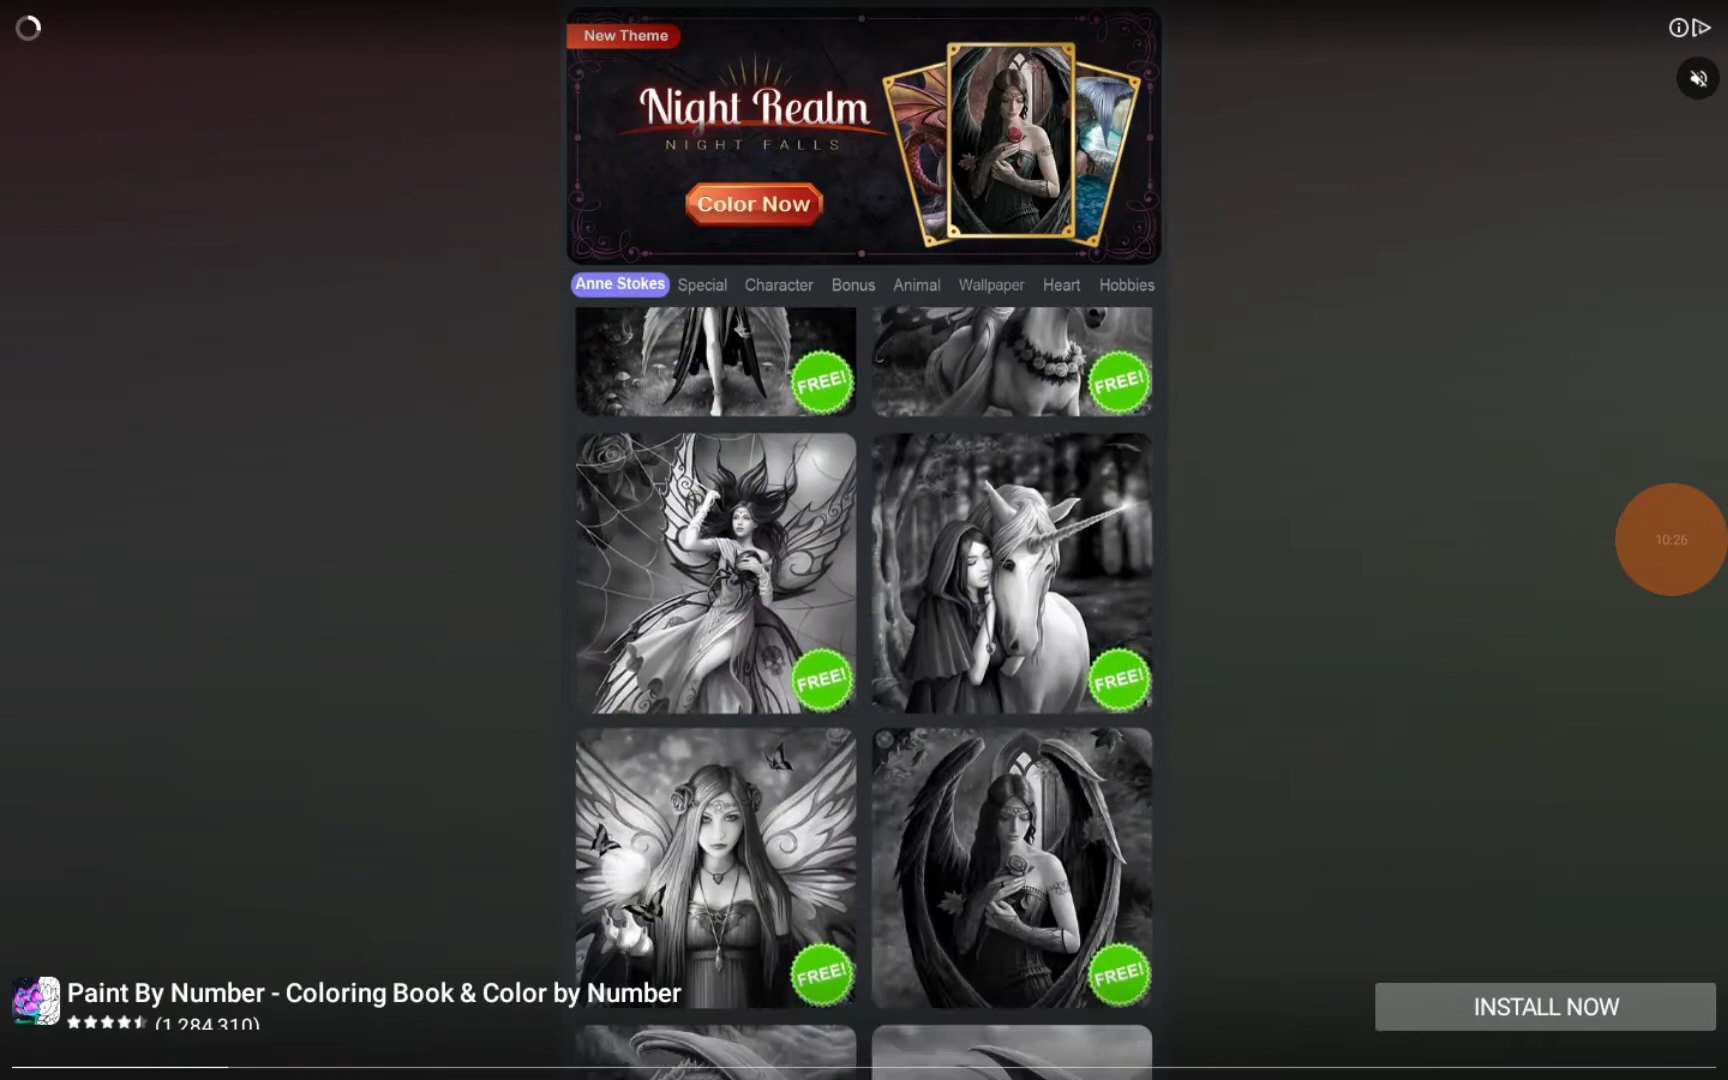 New Theme
Night Realm
NIGHT FALLS
Color Now
Anne Stokes Special Character Bonus Animal Wallpaper Heart Hobbies
FREE! FREE!
10:26
FREE! FREE!
FREE! FREE!
Paint By Number - Coloring Book & Color by Number
(1,284,310)
INSTALL NOW